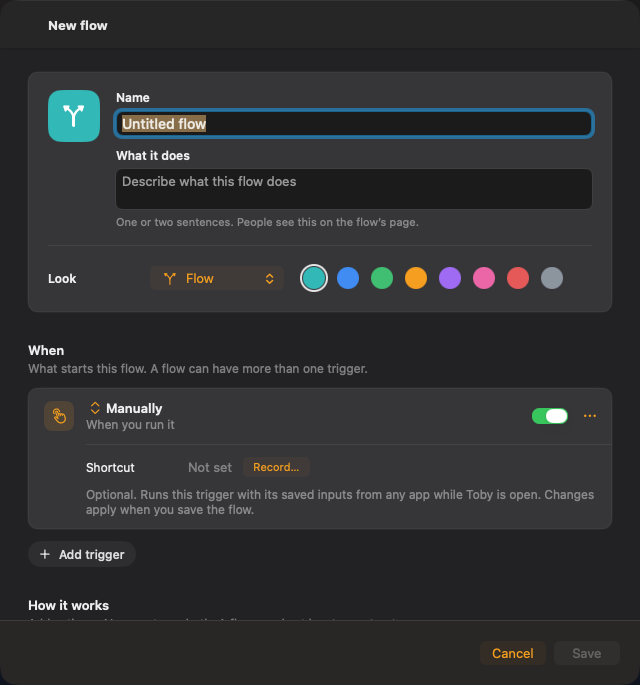 New flow
Name
Untitled flow
What it does
Describe what this flow does
One or two sentences. People see this on the flow's page.
Look
Flow
When
What starts this flow. A flow can have more than one trigger.
Manually
When you run it
Shortcut
Not set
Record...
Optional. Runs this trigger with its saved inputs from any app while Toby is open. Changes
apply when you save the flow.
+ Add trigger
How it works
Cancel
Save